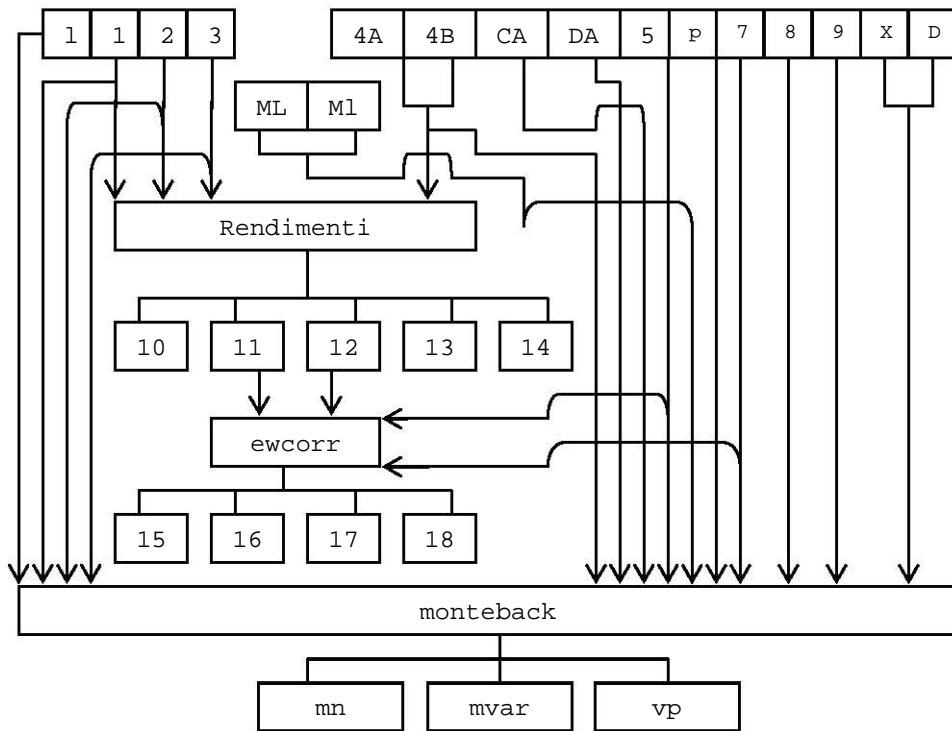 l 1 2 3 4A 4B CA DA 5 p 7 8 9 X D
ML Ml
Rendimenti
10 11 12 13 14
ewcorr
15 16 17 18
monteback
mn mvar vp